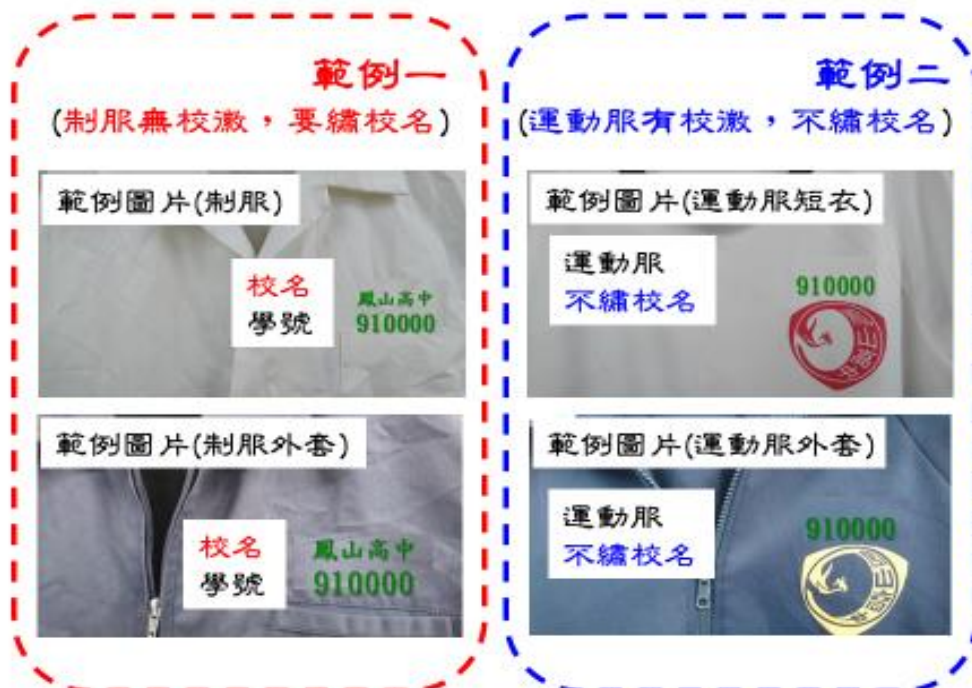 範例一
(制服無校徽，要繡校名)
範例圖片(制服)
校名
學號
鳳山高中
910000
範例圖片(制服外套)
校名
學號
鳳山高中
910000
範例二
(運動服有校徽，不繡校名)
範例圖片(運動服短衣)
運動服
不繡校名
910000
範例圖片(運動服外套)
運動服
不繡校名
910000